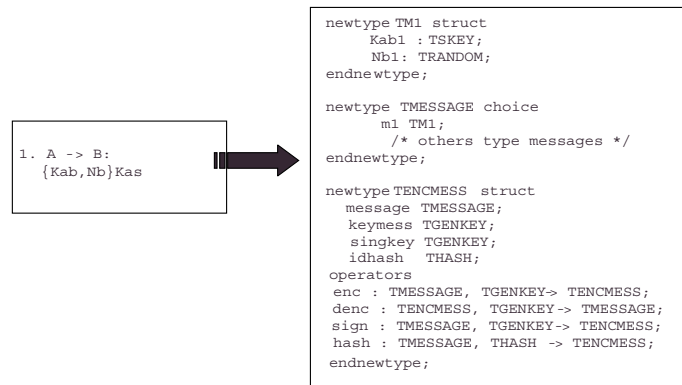 1. A -> B:
{Kab,Nb}Kas
newtype TM1 struct
Kab1 : TSKEY;
Nb1: TRANDOM;
endnewtype;
newtype TMESSAGE choice
m1 TM1;
/* others type messages */
endnewtype;
newtype TENCMESS struct
message TMESSAGE;
keymess TGENKEY;
singkey TGENKEY;
idhash THASH;
operators
enc : TMESSAGE, TGENKEY-> TENCMESS;
denc : TENCMESS, TGENKEY-> TMESSAGE;
sign : TMESSAGE, TGENKEY-> TENCMESS;
hash : TMESSAGE, THASH -> TENCMESS;
endnewtype;